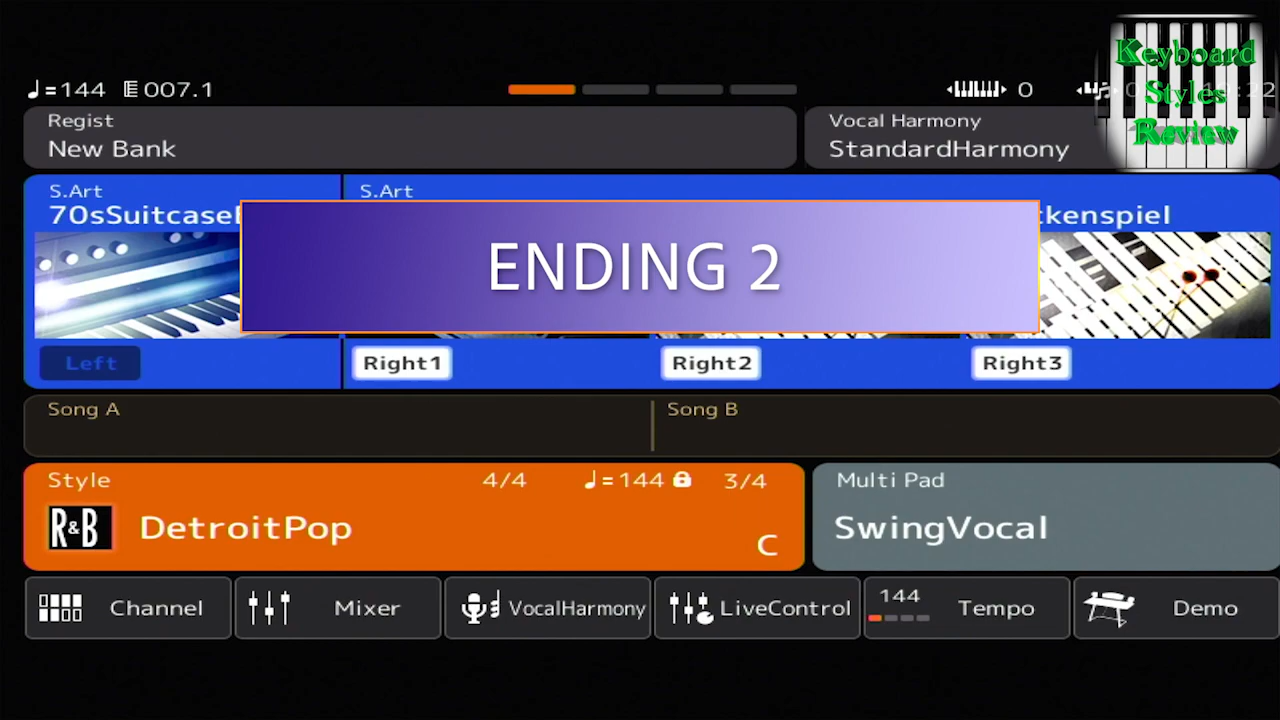 Keyboard
Styles
Review
♩=144 007.1
0
:22
Regist
New Bank
Vocal Harmony
StandardHarmony
S.Art
70sSuitcase
S.Art
kenspiel
ENDING 2
Left
Right1
Right2
Right3
Song A
Song B
Style
4/4
♩=144
3/4
R&B
DetroitPop
C
Multi Pad
SwingVocal
Channel
Mixer
VocalHarmony
LiveControl
144
Tempo
Demo